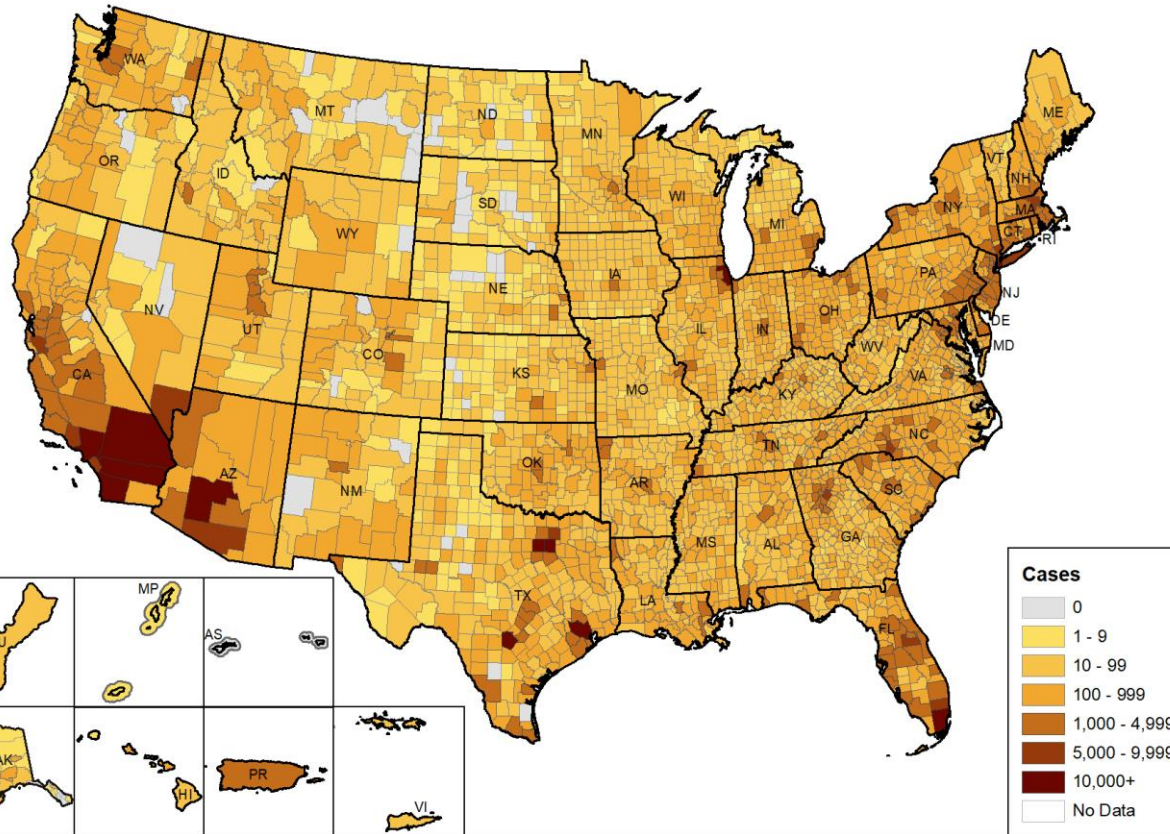 WA
MT
ND
MN
ME
OR
ID
SD
WI
VT
NH
NY
MA
WY
MI
CT
RI
NV
NE
IA
PA
NJ
UT
CO
IL
IN
OH
DE
MD
CA
KS
MO
WV
VA
KY
AZ
NM
OK
AR
TN
NC
SC
MS
AL
GA
TX
LA
FL
MP
AS
AK
HI
PR
VI
Cases
0
1 - 9
10 - 99
100 - 999
1,000 - 4,999
5,000 - 9,999
10,000+
No Data